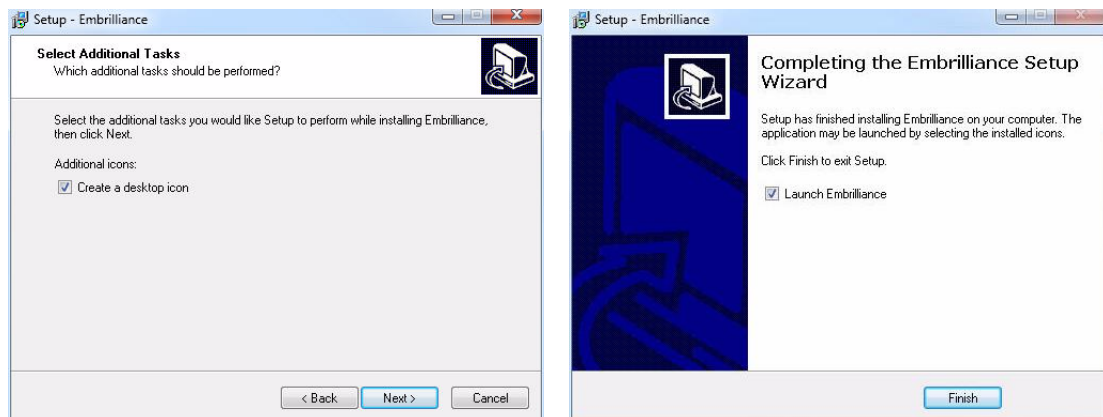 Setup - Embrilliance
Select Additional Tasks
Which additional tasks should be performed?
Select the additional tasks you would like Setup to perform while installing Embrilliance,
then click Next.
Additional icons:
Create a desktop icon
< Back
Next >
Cancel
Setup - Embrilliance
Completing the Embrilliance Setup
Wizard
Setup has finished installing Embrilliance on your computer. The
application may be launched by selecting the installed icons.
Click Finish to exit Setup.
Launch Embrilliance
Finish